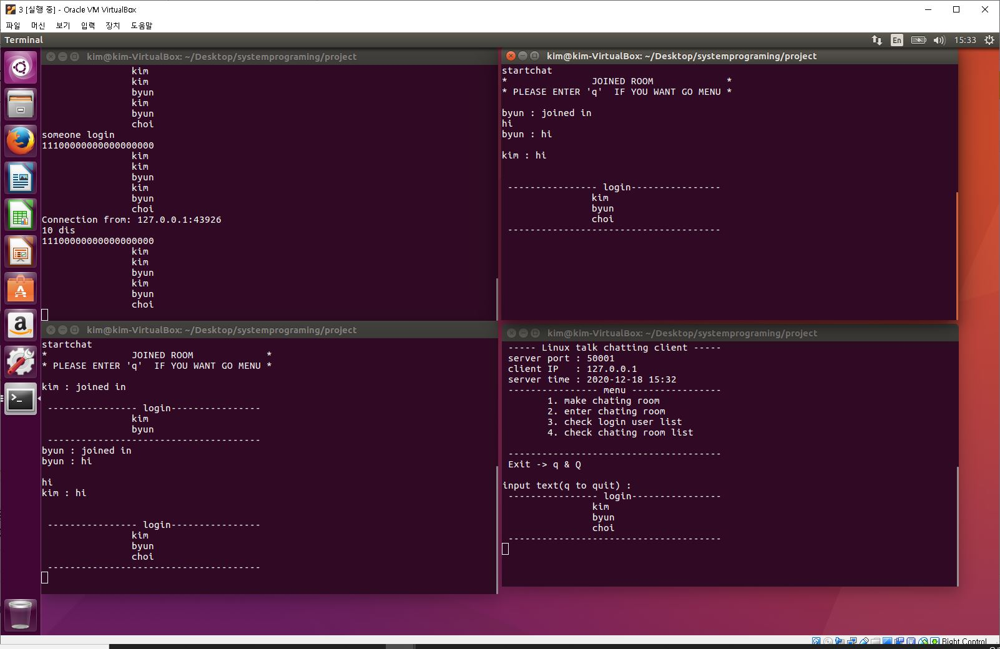 3 [실행 중] - Oracle VM VirtualBox
파일 머신 보기 입력 장치 도움말
Terminal
En
15:33
kim@kim-VirtualBox: ~/Desktop/systemprograming/project
kim
kim
byun
kim
byun
choi
someone login
11100000000000000000
kim
kim
byun
kim
byun
choi
Connection from: 127.0.0.1:43926
10 dis
11100000000000000000
kim
kim
byun
kim
byun
choi
kim@kim-VirtualBox: ~/Desktop/systemprograming/project
startchat
* JOINED ROOM *
* PLEASE ENTER 'q'  IF YOU WANT GO MENU *
byun : joined in
hi
byun : hi
kim : hi
---------------- login----------------
kim
byun
choi
--------------------------------------
kim@kim-VirtualBox: ~/Desktop/systemprograming/project
startchat
* JOINED ROOM *
* PLEASE ENTER 'q'  IF YOU WANT GO MENU *
kim : joined in
---------------- login----------------
kim
byun
--------------------------------------
byun : joined in
byun : hi
hi
kim : hi
---------------- login----------------
kim
byun
choi
--------------------------------------
kim@kim-VirtualBox: ~/Desktop/systemprograming/project
----- Linux talk chatting client -----
server port : 50001
client IP   : 127.0.0.1
server time : 2020-12-18 15:32
---------------- menu ----------------
1. make chating room
2. enter chating room
3. check login user list
4. check chating room list
--------------------------------------
Exit -> q & Q
input text(q to quit) :
---------------- login----------------
kim
byun
choi
--------------------------------------
Right Control